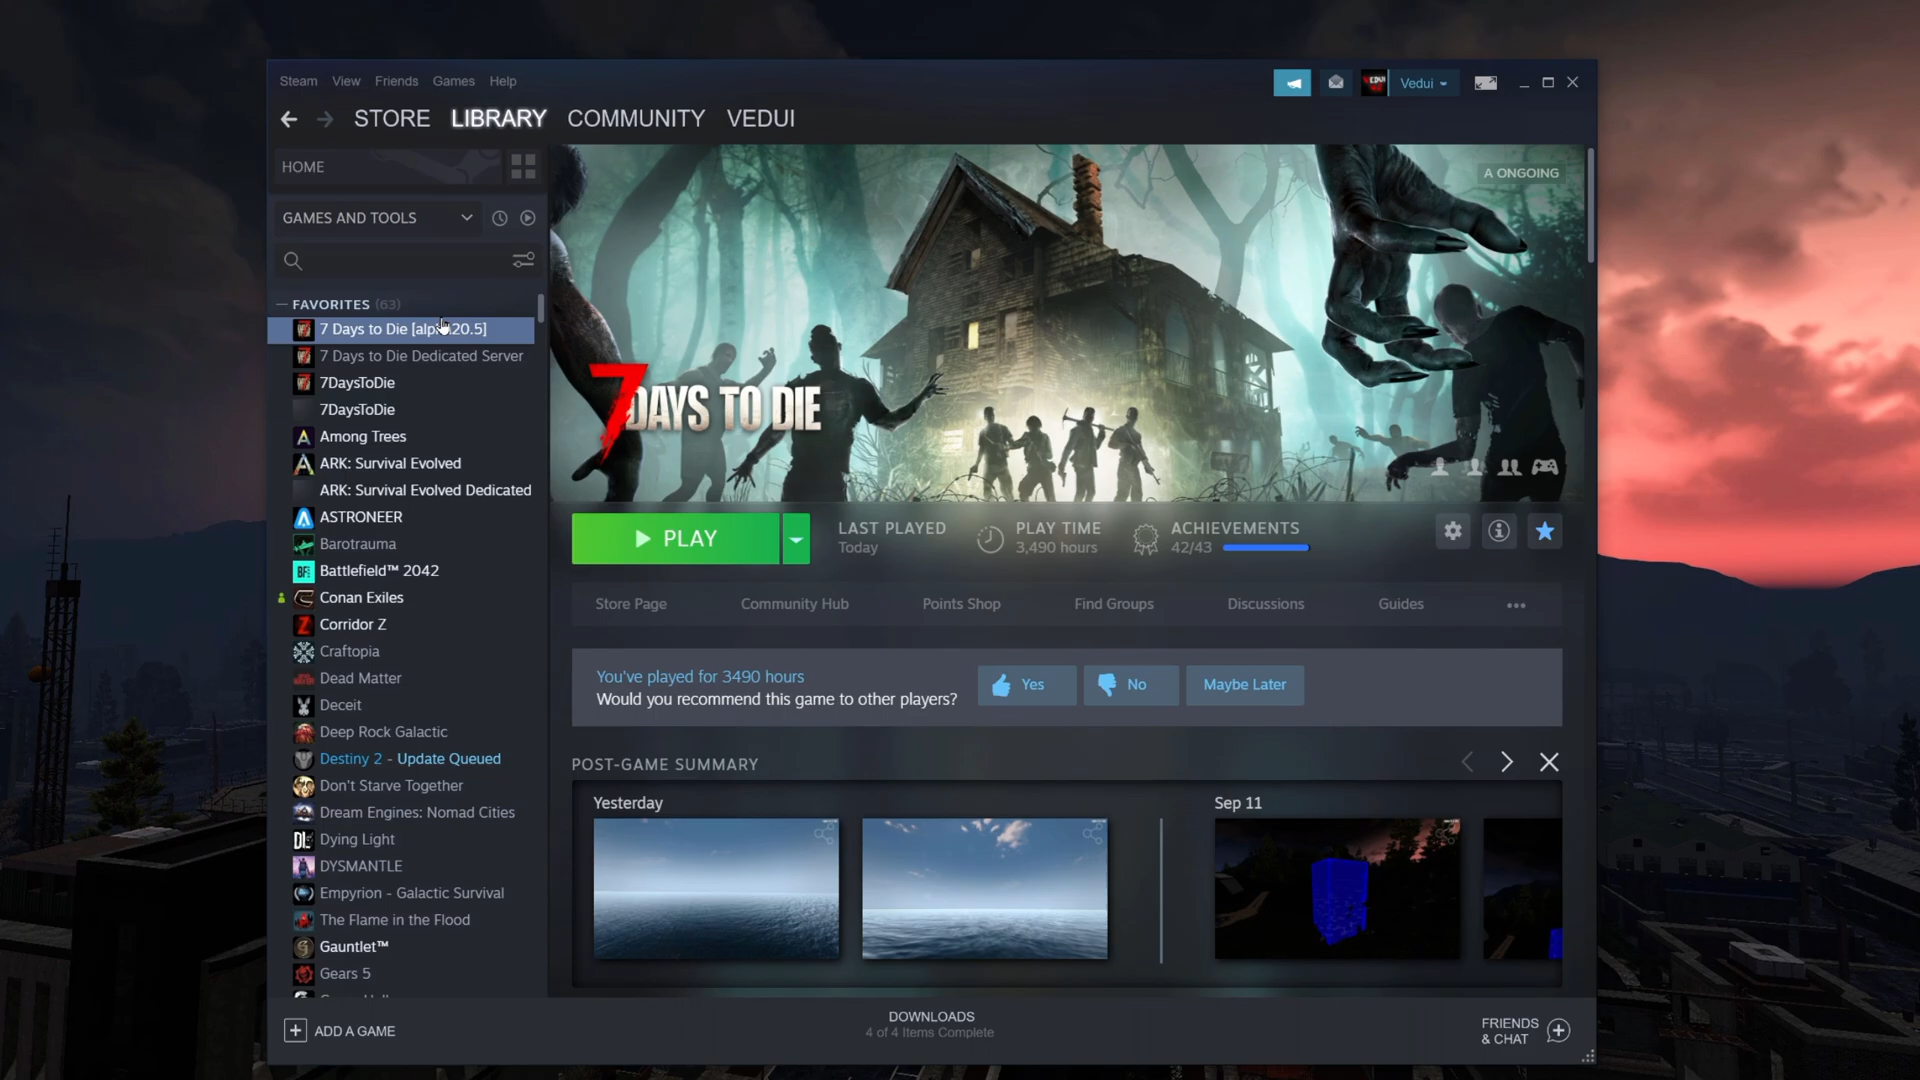 Steam View Friends Games Help
Vedui
STORE LIBRARY COMMUNITY VEDUI
HOME
A ONGOING
GAMES AND TOOLS
FAVORITES (63)
7 Days to Die [alph 20.5]
7 Days to Die Dedicated Server
7DaysToDie
7DaysToDie
Among Trees
ARK: Survival Evolved
ARK: Survival Evolved Dedicated
ASTRONEER
Barotrauma
Battlefield™ 2042
Conan Exiles
Corridor Z
Craftopia
Dead Matter
Deceit
Deep Rock Galactic
Destiny 2 - Update Queued
Don't Starve Together
Dream Engines: Nomad Cities
Dying Light
DYSMANTLE
Empyrion - Galactic Survival
The Flame in the Flood
Gauntlet™
Gears 5
7 DAYS TO DIE
PLAY
LAST PLAYED
Today
PLAY TIME
3,490 hours
ACHIEVEMENTS
42/43
Store Page Community Hub Points Shop Find Groups Discussions Guides
You've played for 3490 hours
Would you recommend this game to other players?
Yes No Maybe Later
POST-GAME SUMMARY
Yesterday
Sep 11
ADD A GAME
DOWNLOADS
4 of 4 Items Complete
FRIENDS
& CHAT